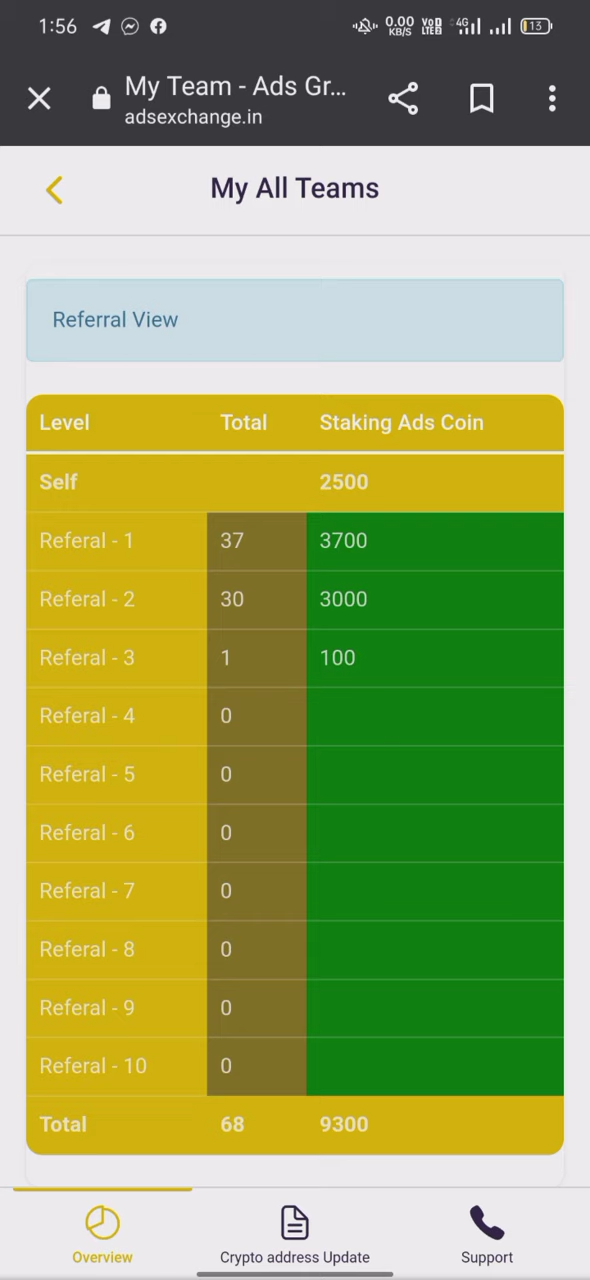 1:56 0.00 KB/S VoD LTE2 4G 13
My Team - Ads Gr...
adsexchange.in
My All Teams
Referral View
Level Total Staking Ads Coin
Self 2500
Referal - 1 37 3700
Referal - 2 30 3000
Referal - 3 1 100
Referal - 4 0
Referal - 5 0
Referal - 6 0
Referal - 7 0
Referal - 8 0
Referal - 9 0
Referal - 10 0
Total 68 9300
Overview Crypto address Update Support